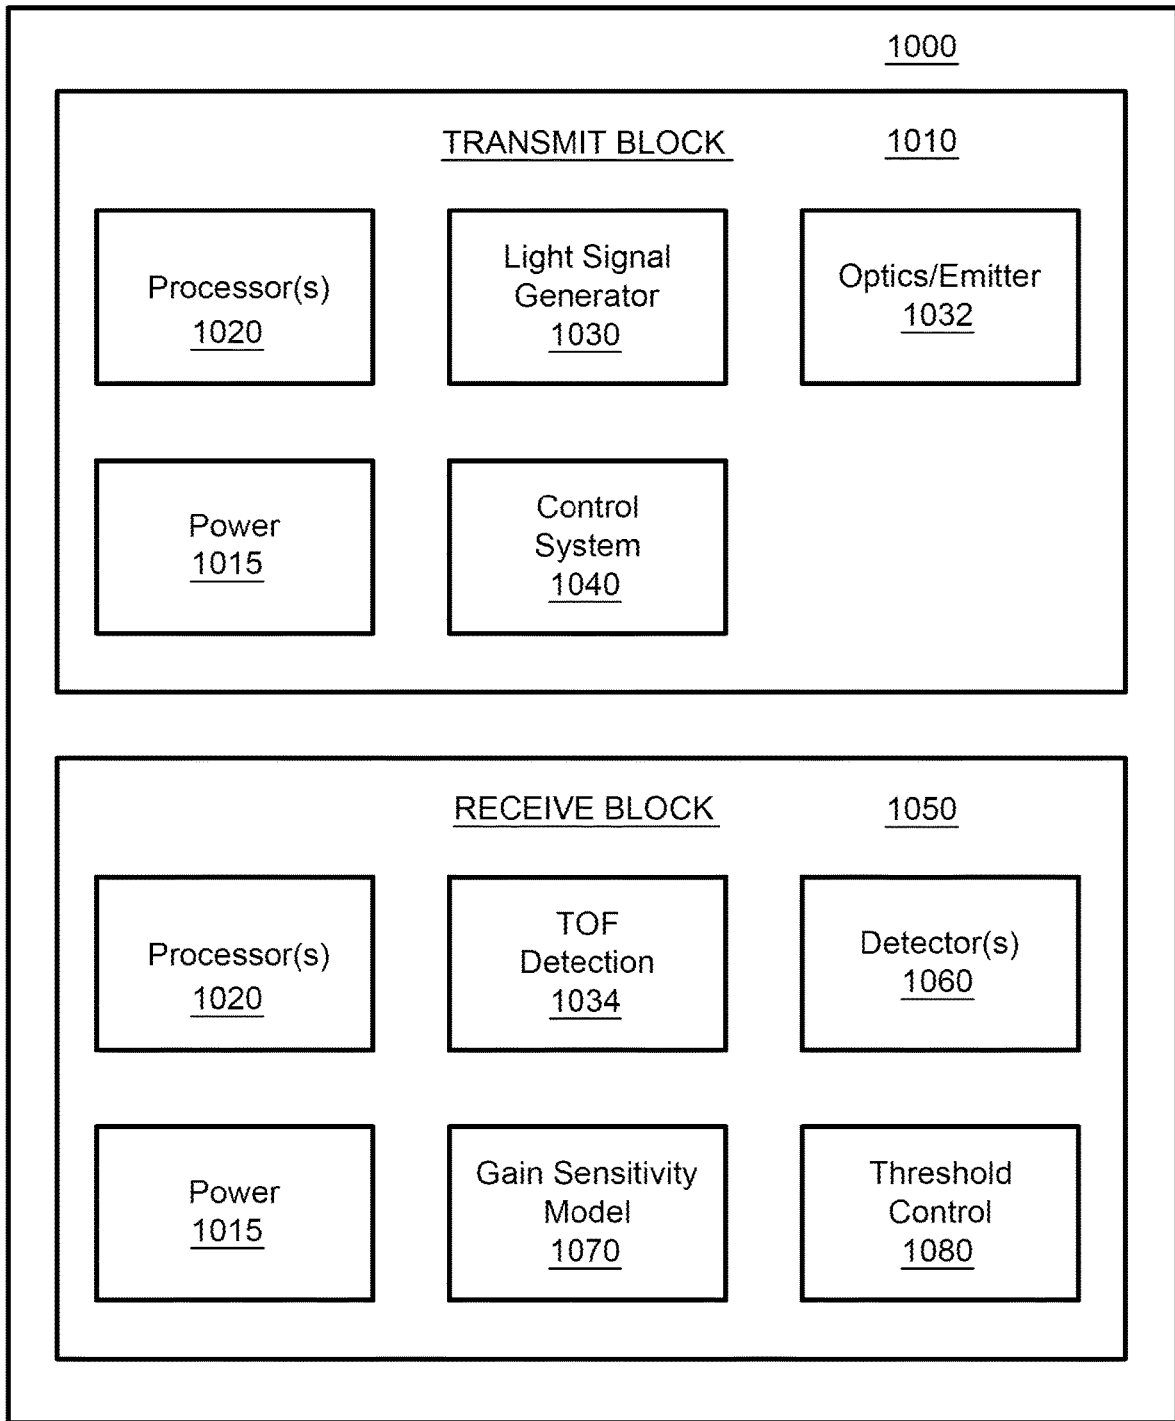 1000
TRANSMIT BLOCK 1010
Processor(s)
1020
Light Signal
Generator
1030
Optics/Emitter
1032
Power
1015
Control
System
1040
RECEIVE BLOCK 1050
Processor(s)
1020
TOF
Detection
1034
Detector(s)
1060
Power
1015
Gain Sensitivity
Model
1070
Threshold
Control
1080